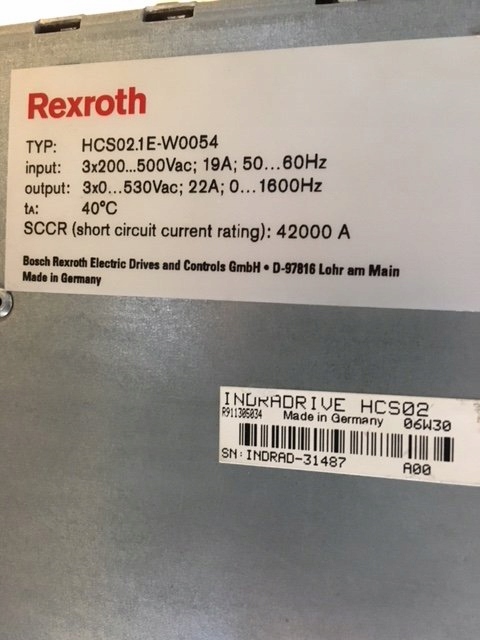 Rexroth
TYP: HCS02.1E-W0054
input: 3x200...500Vac; 19A; 50...60Hz
output: 3x0...530Vac; 22A; 0...1600Hz
tA: 40°C
SCCR (short circuit current rating): 42000 A
Bosch Rexroth Electric Drives and Controls GmbH • D-97816 Lohr am Main
Made in Germany
INDRADRIVE HCS02
R911305034 Made in Germany 06W30
SN: INDRAD-31487 A00